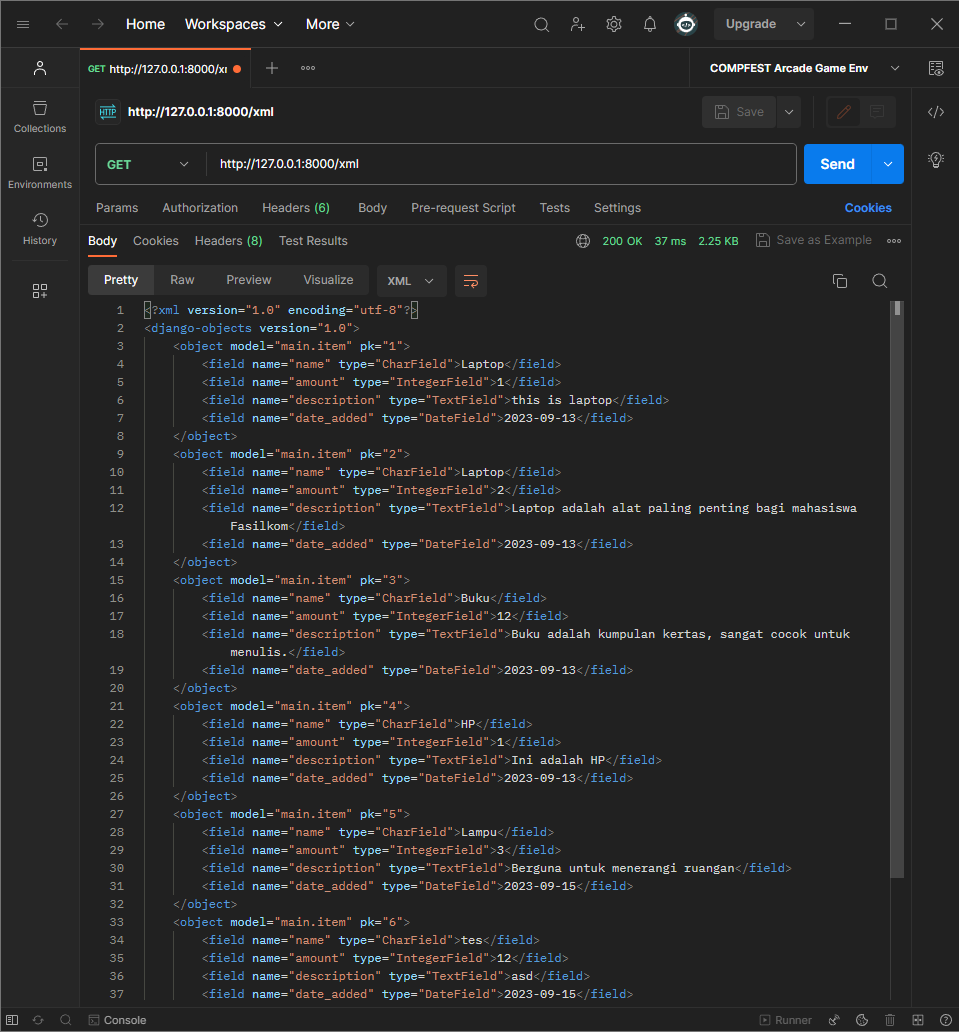 Home Workspaces More Upgrade
GET http://127.0.0.1:8000/x COMPFEST Arcade Game Env
HTTP http://127.0.0.1:8000/xml Save
Collections
Environments
History
GET http://127.0.0.1:8000/xml Send
Params Authorization Headers (6) Body Pre-request Script Tests Settings Cookies
Body Cookies Headers (8) Test Results 200 OK 37 ms 2.25 KB Save as Example
Pretty Raw Preview Visualize XML
1 <?xml version="1.0" encoding="utf-8"?>
2 <django-objects version="1.0">
3 <object model="main.item" pk="1">
4 <field name="name" type="CharField">Laptop</field>
5 <field name="amount" type="IntegerField">1</field>
6 <field name="description" type="TextField">this is laptop</field>
7 <field name="date_added" type="DateField">2023-09-13</field>
8 </object>
9 <object model="main.item" pk="2">
10 <field name="name" type="CharField">Laptop</field>
11 <field name="amount" type="IntegerField">2</field>
12 <field name="description" type="TextField">Laptop adalah alat paling penting bagi mahasiswa
Fasilkom</field>
13 <field name="date_added" type="DateField">2023-09-13</field>
14 </object>
15 <object model="main.item" pk="3">
16 <field name="name" type="CharField">Buku</field>
17 <field name="amount" type="IntegerField">12</field>
18 <field name="description" type="TextField">Buku adalah kumpulan kertas, sangat cocok untuk
menulis.</field>
19 <field name="date_added" type="DateField">2023-09-13</field>
20 </object>
21 <object model="main.item" pk="4">
22 <field name="name" type="CharField">HP</field>
23 <field name="amount" type="IntegerField">1</field>
24 <field name="description" type="TextField">Ini adalah HP</field>
25 <field name="date_added" type="DateField">2023-09-13</field>
26 </object>
27 <object model="main.item" pk="5">
28 <field name="name" type="CharField">Lampu</field>
29 <field name="amount" type="IntegerField">3</field>
30 <field name="description" type="TextField">Berguna untuk menerangi ruangan</field>
31 <field name="date_added" type="DateField">2023-09-15</field>
32 </object>
33 <object model="main.item" pk="6">
34 <field name="name" type="CharField">tes</field>
35 <field name="amount" type="IntegerField">12</field>
36 <field name="description" type="TextField">asd</field>
37 <field name="date_added" type="DateField">2023-09-15</field>
Console Runner